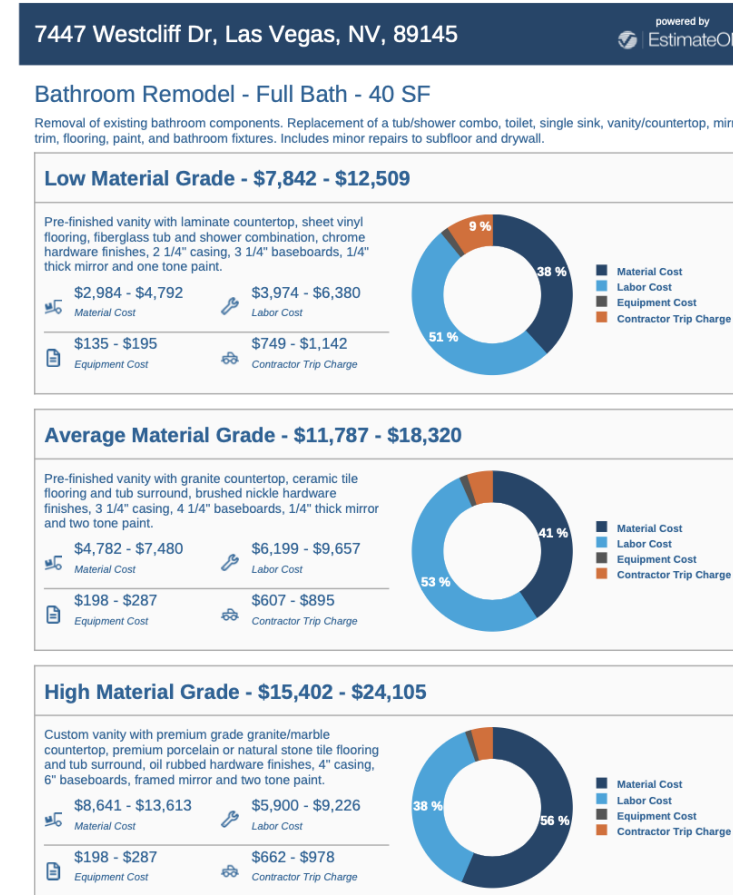 7447 Westcliff Dr, Las Vegas, NV, 89145
powered by
Bathroom Remodel - Full Bath - 40 SF
Removal of existing bathroom components. Replacement of a tub/shower combo, toilet, single sink, vanity/countertop,
trim, flooring, paint, and bathroom fixtures. Includes minor repairs to subfloor and drywall.
Low Material Grade - $7,842 - $12,509
Pre-finished vanity with laminate countertop, sheet vinyl
flooring, fiberglass tub and shower combination, chrome
hardware finishes, 2 1/4" casing, 3 1/4" baseboards, 1/4"
thick mirror and one tone paint.
$2,984 - $4,792
Material Cost
$3,974 - $6,380
Labor Cost
$135 - $195
Equipment Cost
$749 - $1,142
Contractor Trip Charge
9 %
38 %
51 %
Material Cost
Labor Cost
Equipment Cost
Contractor Trip Charge
Average Material Grade - $11,787 - $18,320
Pre-finished vanity with granite countertop, ceramic tile
flooring and tub surround, brushed nickle hardware
finishes, 3 1/4" casing, 4 1/4" baseboards, 1/4" thick mirror
and two tone paint.
$4,782 - $7,480
Material Cost
$6,199 - $9,657
Labor Cost
$198 - $287
Equipment Cost
$607 - $895
Contractor Trip Charge
41 %
53 %
Material Cost
Labor Cost
Equipment Cost
Contractor Trip Charge
High Material Grade - $15,402 - $24,105
Custom vanity with premium grade granite/marble
countertop, premium porcelain or natural stone tile flooring
and tub surround, oil rubbed hardware finishes, 4" casing,
6" baseboards, framed mirror and two tone paint.
$8,641 - $13,613
Material Cost
$5,900 - $9,226
Labor Cost
$198 - $287
Equipment Cost
$662 - $978
Contractor Trip Charge
38 %
56 %
Material Cost
Labor Cost
Equipment Cost
Contractor Trip Charge